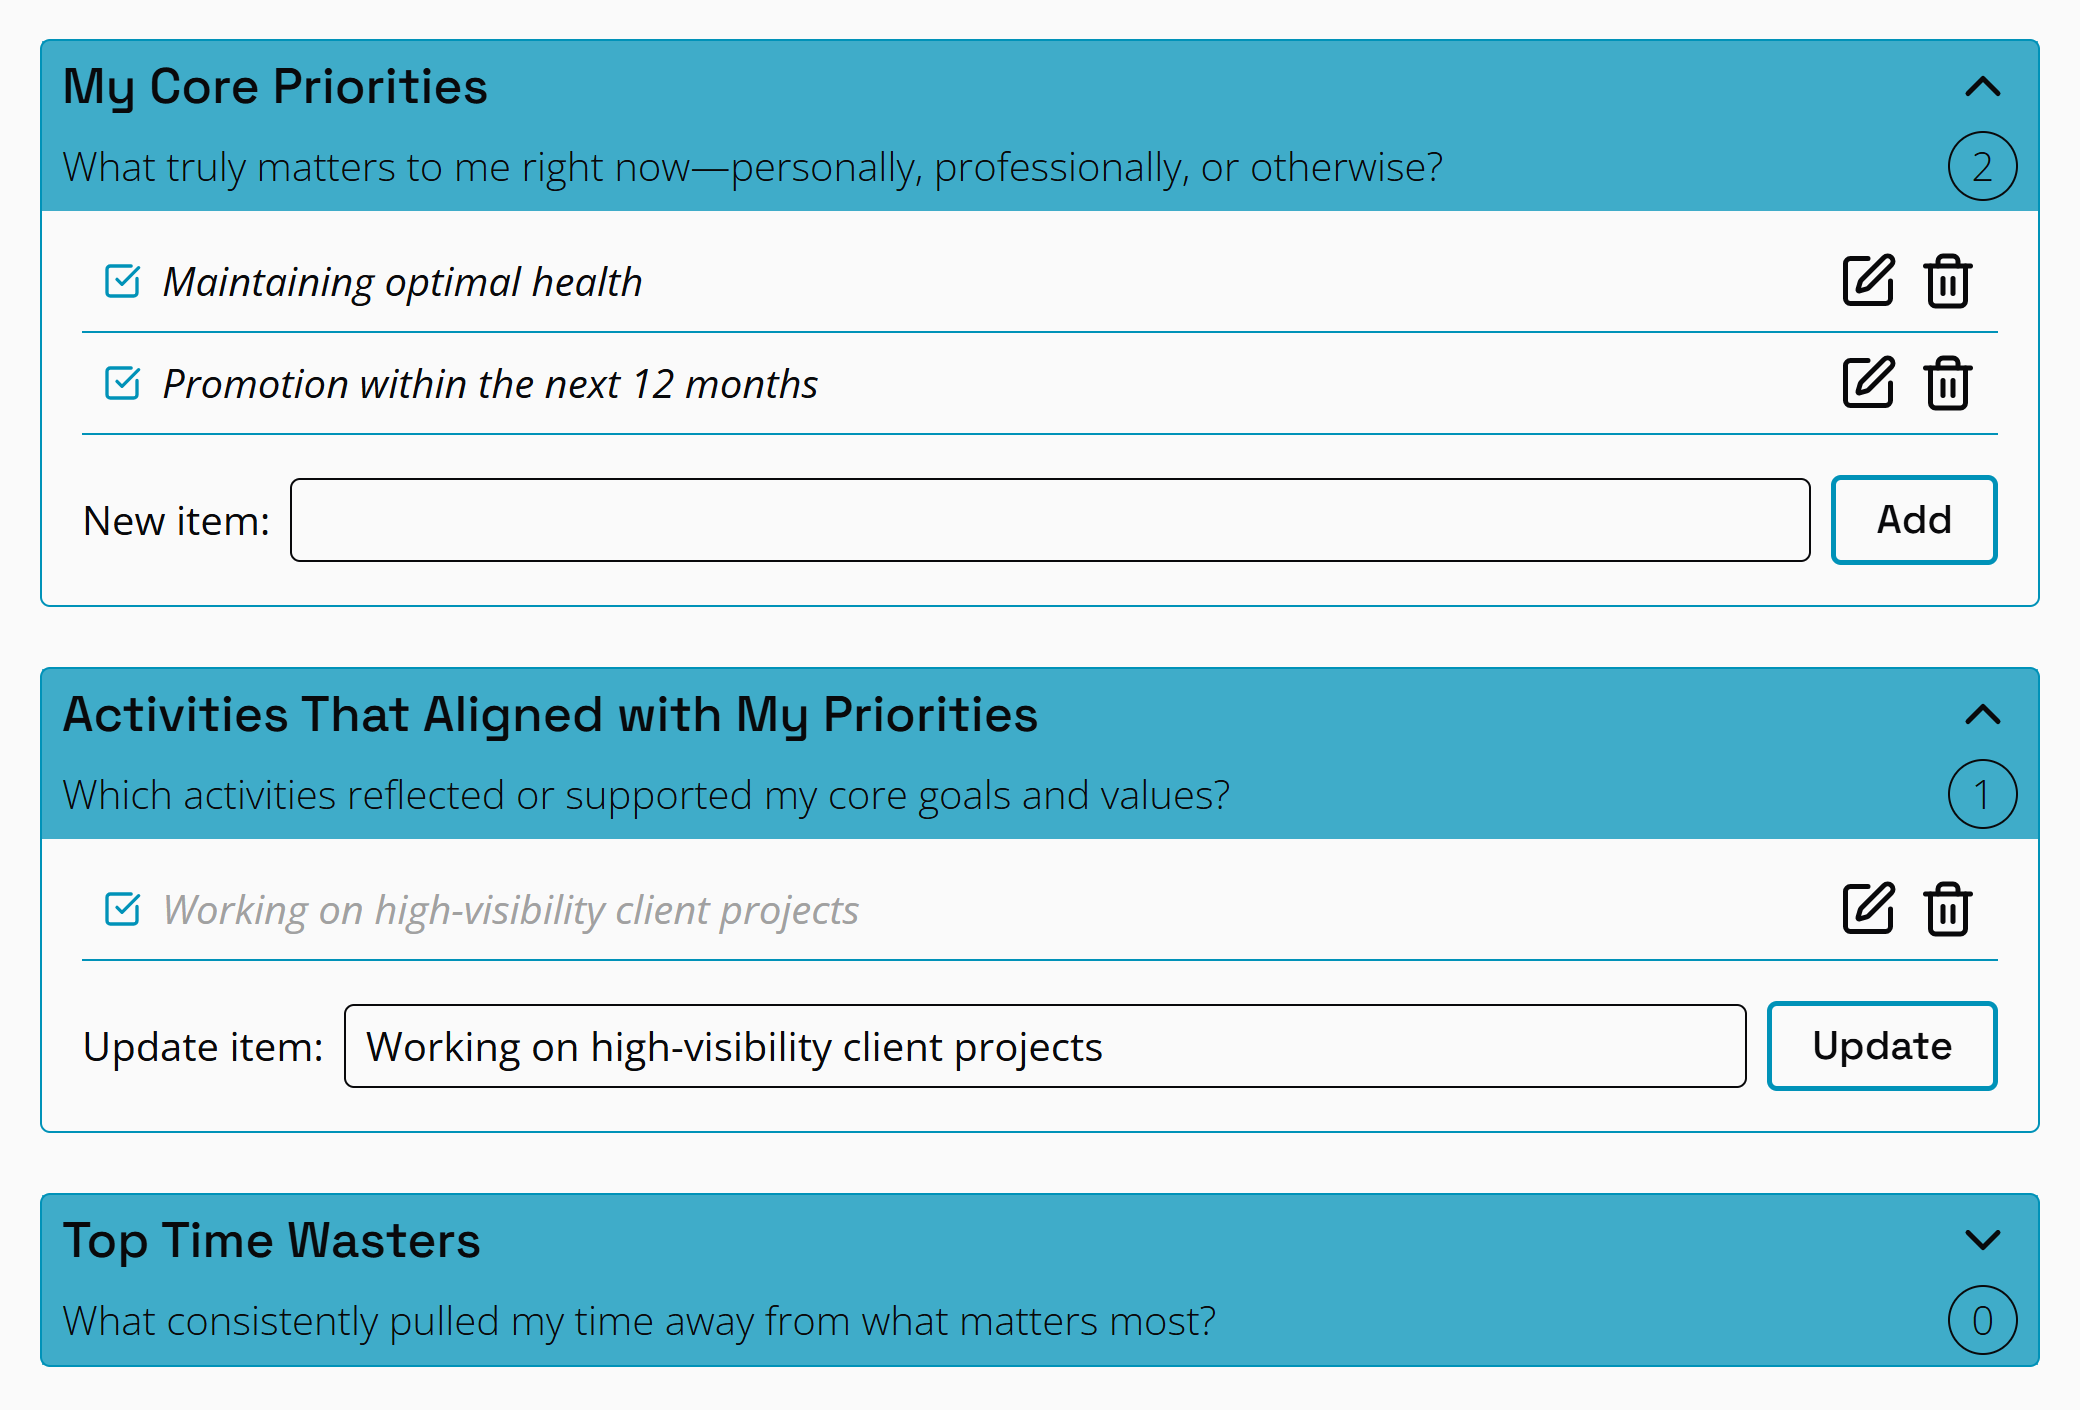 My Core Priorities
What truly matters to me right now—personally, professionally, or otherwise?
2
Maintaining optimal health
Promotion within the next 12 months
New item:
Add
Activities That Aligned with My Priorities
Which activities reflected or supported my core goals and values?
1
Working on high-visibility client projects
Update item:
Working on high-visibility client projects
Update
Top Time Wasters
What consistently pulled my time away from what matters most?
0